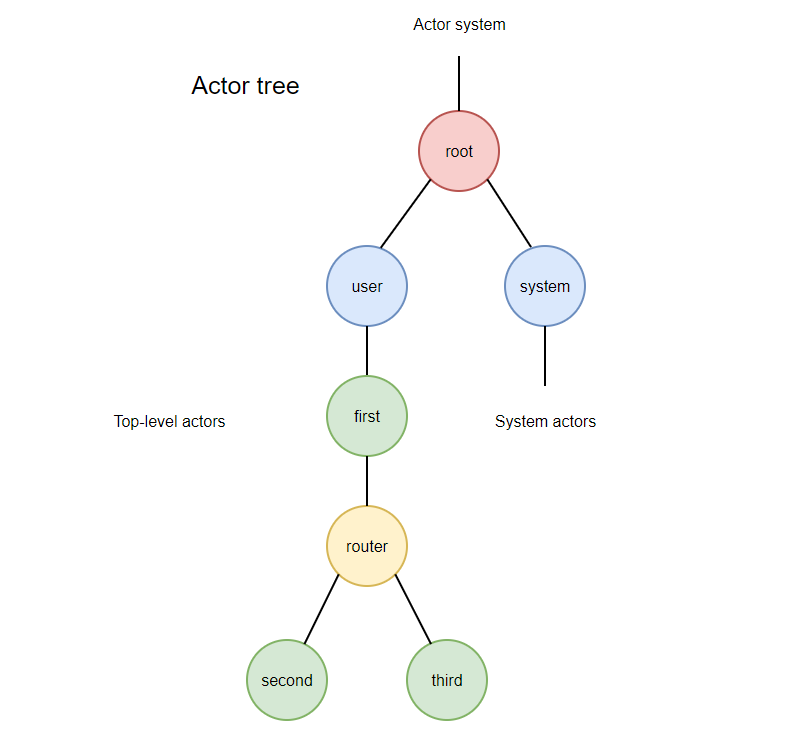 Actor system
Actor tree
root
user
system
first
Top-level actors
System actors
router
second
third